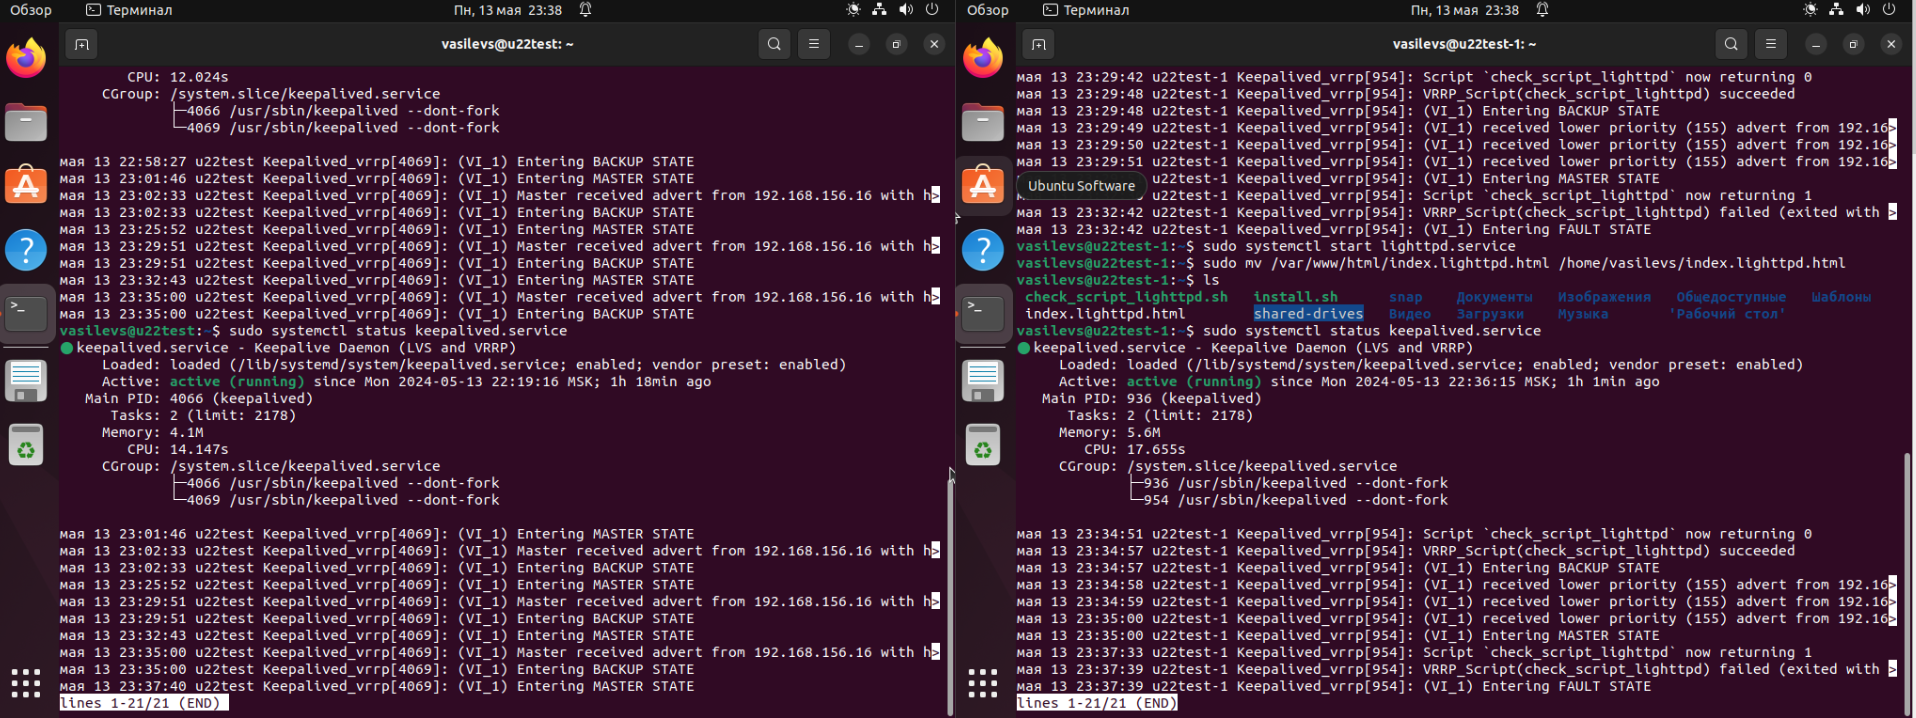 Обзор
Терминал
Пн, 13 мая 23:38
vasilevs@u22test: ~
CPU: 12.024s
CGroup: /system.slice/keepalived.service
├─4066 /usr/sbin/keepalived --dont-fork
└─4069 /usr/sbin/keepalived --dont-fork
мая 13 22:58:27 u22test Keepalived_vrrp[4069]: (VI_1) Entering BACKUP STATE
мая 13 23:01:46 u22test Keepalived_vrrp[4069]: (VI_1) Entering MASTER STATE
мая 13 23:02:33 u22test Keepalived_vrrp[4069]: (VI_1) Master received advert from 192.168.156.16 with h>
мая 13 23:02:33 u22test Keepalived_vrrp[4069]: (VI_1) Entering BACKUP STATE
мая 13 23:25:52 u22test Keepalived_vrrp[4069]: (VI_1) Entering MASTER STATE
мая 13 23:29:51 u22test Keepalived_vrrp[4069]: (VI_1) Master received advert from 192.168.156.16 with h>
мая 13 23:29:51 u22test Keepalived_vrrp[4069]: (VI_1) Entering BACKUP STATE
мая 13 23:32:43 u22test Keepalived_vrrp[4069]: (VI_1) Entering MASTER STATE
мая 13 23:35:00 u22test Keepalived_vrrp[4069]: (VI_1) Master received advert from 192.168.156.16 with h>
мая 13 23:35:00 u22test Keepalived_vrrp[4069]: (VI_1) Entering BACKUP STATE
vasilevs@u22test:~$ sudo systemctl status keepalived.service
● keepalived.service - Keepalive Daemon (LVS and VRRP)
Loaded: loaded (/lib/systemd/system/keepalived.service; enabled; vendor preset: enabled)
Active: active (running) since Mon 2024-05-13 22:19:16 MSK; 1h 18min ago
Main PID: 4066 (keepalived)
Tasks: 2 (limit: 2178)
Memory: 4.1M
CPU: 14.147s
CGroup: /system.slice/keepalived.service
├─4066 /usr/sbin/keepalived --dont-fork
└─4069 /usr/sbin/keepalived --dont-fork
мая 13 23:01:46 u22test Keepalived_vrrp[4069]: (VI_1) Entering MASTER STATE
мая 13 23:02:33 u22test Keepalived_vrrp[4069]: (VI_1) Master received advert from 192.168.156.16 with h>
мая 13 23:02:33 u22test Keepalived_vrrp[4069]: (VI_1) Entering BACKUP STATE
мая 13 23:25:52 u22test Keepalived_vrrp[4069]: (VI_1) Entering MASTER STATE
мая 13 23:29:51 u22test Keepalived_vrrp[4069]: (VI_1) Master received advert from 192.168.156.16 with h>
мая 13 23:29:51 u22test Keepalived_vrrp[4069]: (VI_1) Entering BACKUP STATE
мая 13 23:32:43 u22test Keepalived_vrrp[4069]: (VI_1) Entering MASTER STATE
мая 13 23:35:00 u22test Keepalived_vrrp[4069]: (VI_1) Master received advert from 192.168.156.16 with h>
мая 13 23:35:00 u22test Keepalived_vrrp[4069]: (VI_1) Entering BACKUP STATE
мая 13 23:37:40 u22test Keepalived_vrrp[4069]: (VI_1) Entering MASTER STATE
lines 1-21/21 (END)
Обзор
Терминал
Пн, 13 мая 23:38
vasilevs@u22test-1: ~
мая 13 23:29:42 u22test-1 Keepalived_vrrp[954]: Script `check_script_lighttpd` now returning 0
мая 13 23:29:48 u22test-1 Keepalived_vrrp[954]: VRRP_Script(check_script_lighttpd) succeeded
мая 13 23:29:48 u22test-1 Keepalived_vrrp[954]: (VI_1) Entering BACKUP STATE
мая 13 23:29:49 u22test-1 Keepalived_vrrp[954]: (VI_1) received lower priority (155) advert from 192.16>
мая 13 23:29:50 u22test-1 Keepalived_vrrp[954]: (VI_1) received lower priority (155) advert from 192.16>
мая 13 23:29:51 u22test-1 Keepalived_vrrp[954]: (VI_1) received lower priority (155) advert from 192.16>
Ubuntu Software
1 Keepalived_vrrp[954]: (VI_1) Entering MASTER STATE
Keepalived_vrrp[954]: Script `check_script_lighttpd` now returning 1
мая 13 23:32:42 u22test-1 Keepalived_vrrp[954]: VRRP_Script(check_script_lighttpd) failed (exited with >
мая 13 23:32:42 u22test-1 Keepalived_vrrp[954]: (VI_1) Entering FAULT STATE
vasilevs@u22test-1:~$ sudo systemctl start lighttpd.service
vasilevs@u22test-1:~$ sudo mv /var/www/html/index.lighttpd.html /home/vasilevs/index.lighttpd.html
vasilevs@u22test-1:~$ ls
check_script_lighttpd.sh install.sh snap Документы Изображения Общедоступные Шаблоны
index.lighttpd.html shared-drives Видео Загрузки Музыка 'Рабочий стол'
vasilevs@u22test-1:~$ sudo systemctl status keepalived.service
● keepalived.service - Keepalive Daemon (LVS and VRRP)
Loaded: loaded (/lib/systemd/system/keepalived.service; enabled; vendor preset: enabled)
Active: active (running) since Mon 2024-05-13 22:36:15 MSK; 1h 1min ago
Main PID: 936 (keepalived)
Tasks: 2 (limit: 2178)
Memory: 5.6M
CPU: 17.655s
CGroup: /system.slice/keepalived.service
├─936 /usr/sbin/keepalived --dont-fork
└─954 /usr/sbin/keepalived --dont-fork
мая 13 23:34:51 u22test-1 Keepalived_vrrp[954]: Script `check_script_lighttpd` now returning 0
мая 13 23:34:57 u22test-1 Keepalived_vrrp[954]: VRRP_Script(check_script_lighttpd) succeeded
мая 13 23:34:57 u22test-1 Keepalived_vrrp[954]: (VI_1) Entering BACKUP STATE
мая 13 23:34:58 u22test-1 Keepalived_vrrp[954]: (VI_1) received lower priority (155) advert from 192.16>
мая 13 23:34:59 u22test-1 Keepalived_vrrp[954]: (VI_1) received lower priority (155) advert from 192.16>
мая 13 23:35:00 u22test-1 Keepalived_vrrp[954]: (VI_1) received lower priority (155) advert from 192.16>
мая 13 23:35:00 u22test-1 Keepalived_vrrp[954]: (VI_1) Entering MASTER STATE
мая 13 23:37:33 u22test-1 Keepalived_vrrp[954]: Script `check_script_lighttpd` now returning 1
мая 13 23:37:39 u22test-1 Keepalived_vrrp[954]: VRRP_Script(check_script_lighttpd) failed (exited with >
мая 13 23:37:39 u22test-1 Keepalived_vrrp[954]: (VI_1) Entering FAULT STATE
lines 1-21/21 (END)